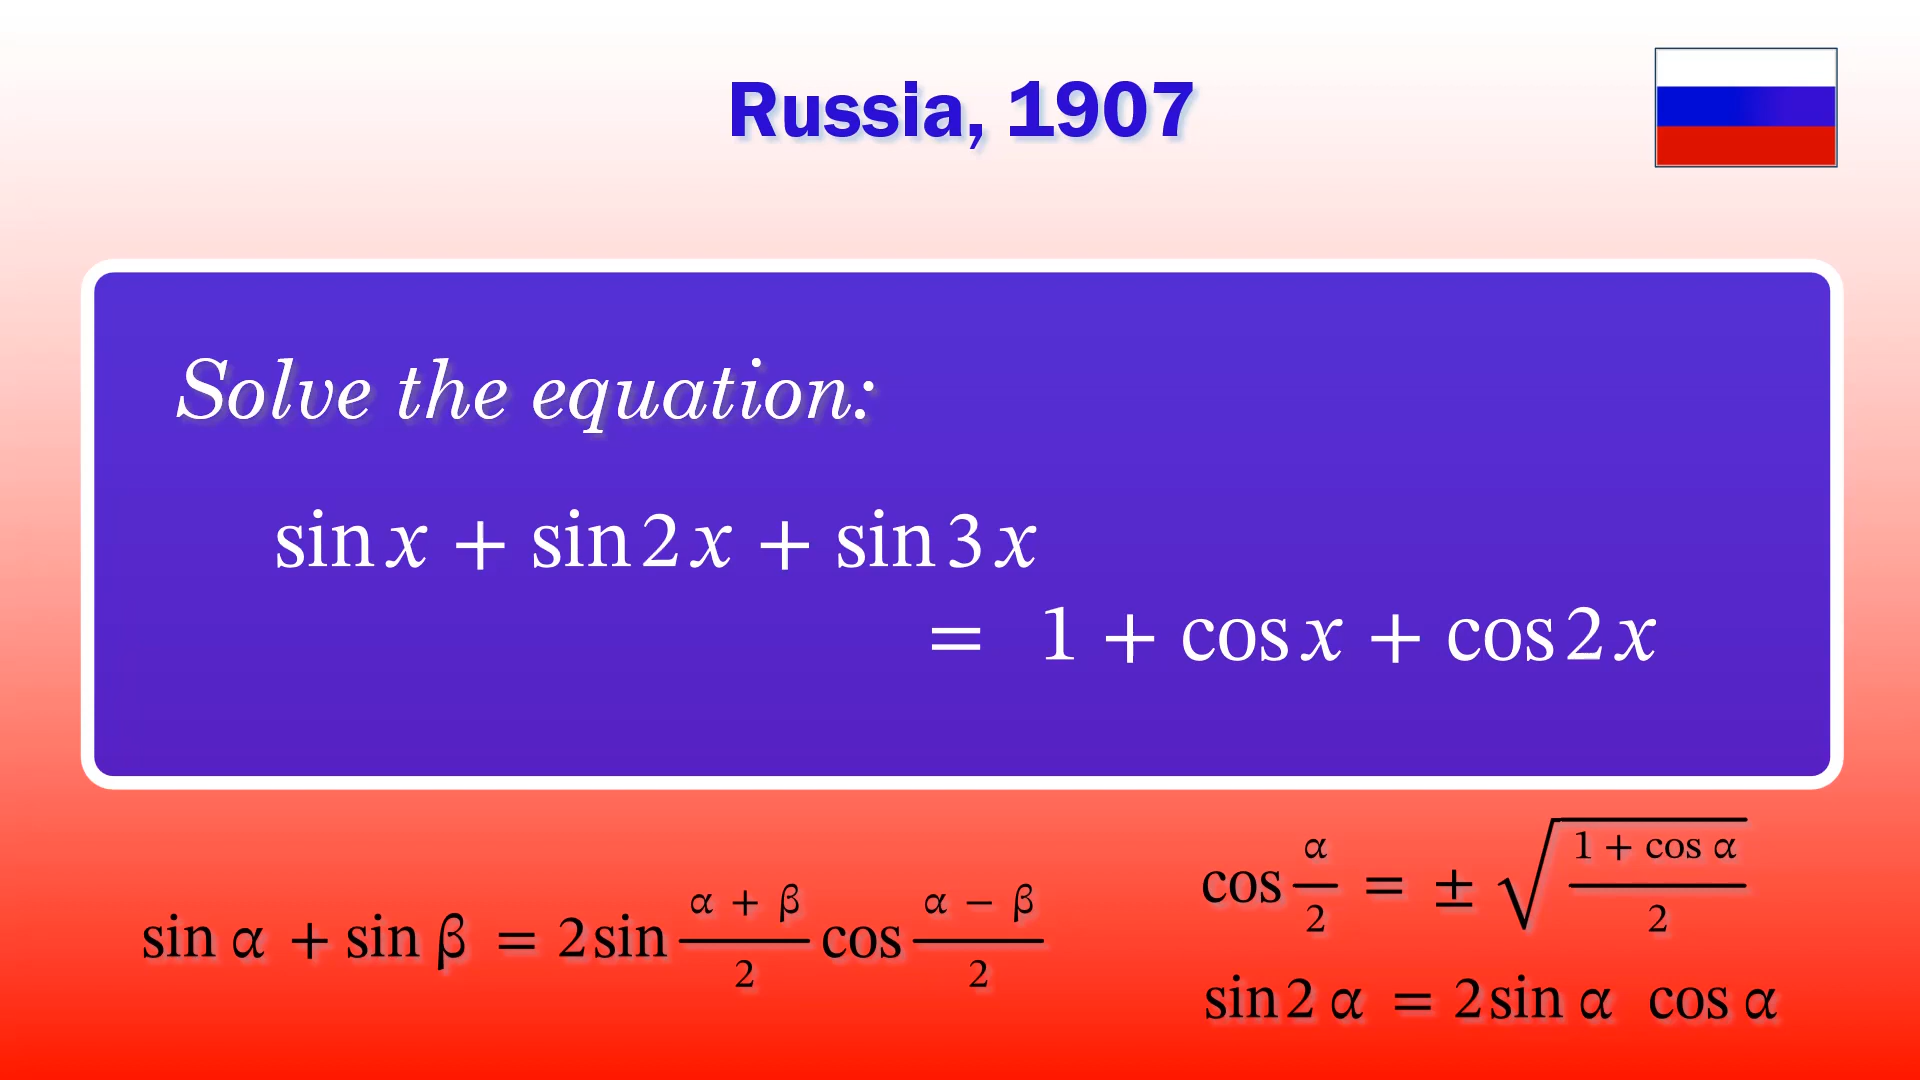 Russia, 1907
Solve the equation:
sin x + sin 2x + sin 3x
= 1 + cos x + cos 2x
sin α + sin β = 2 sin (α + β)/2 cos (α − β)/2
cos α/2 = ± √((1 + cos α)/2)
sin 2α = 2 sin α cos α